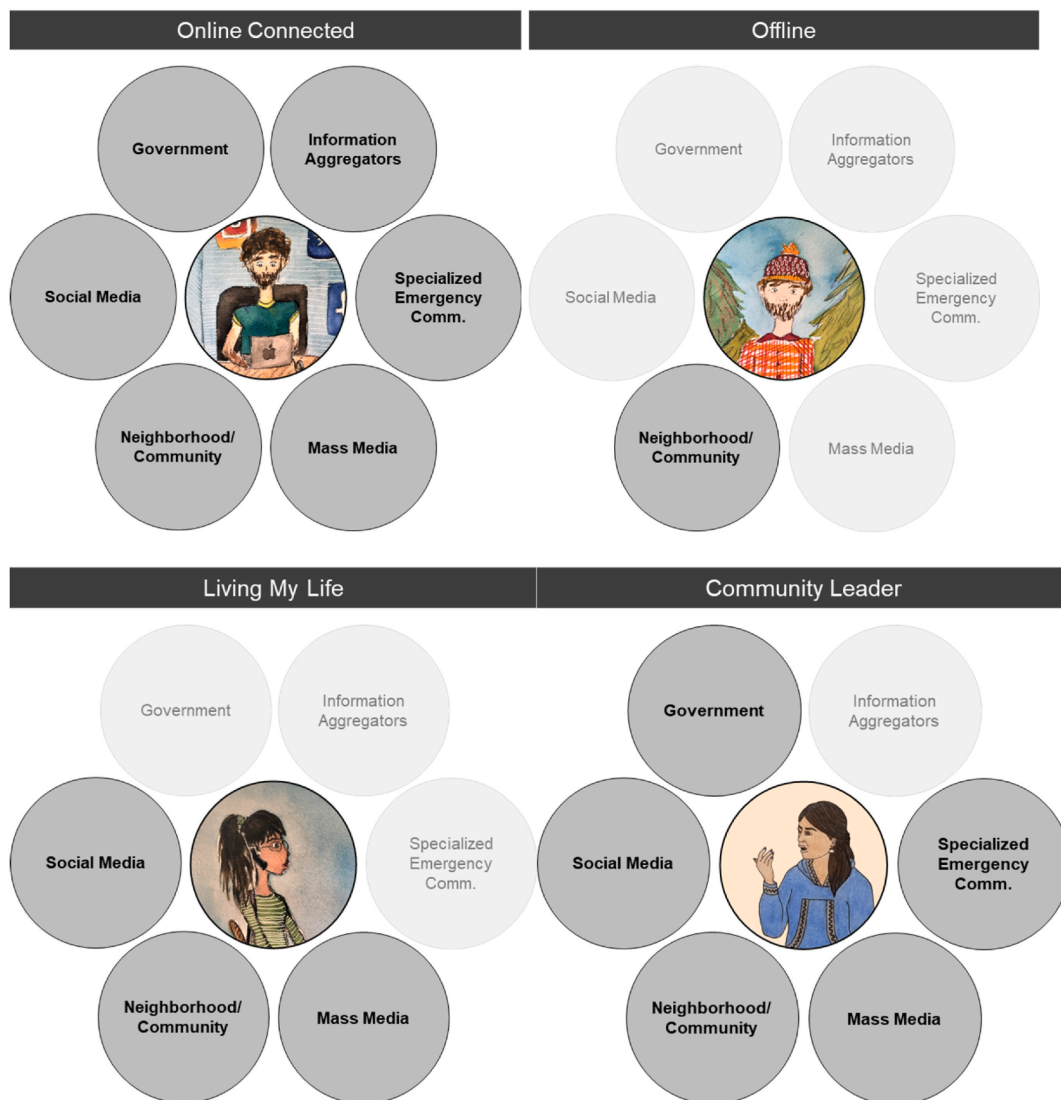 Online Connected
Offline
Government
Information
Aggregators
Social Media
Specialized
Emergency
Comm.
Neighborhood/
Community
Mass Media
Government
Information
Aggregators
Social Media
Specialized
Emergency
Comm.
Neighborhood/
Community
Mass Media
Living My Life
Community Leader
Government
Information
Aggregators
Social Media
Specialized
Emergency
Comm.
Neighborhood/
Community
Mass Media
Government
Information
Aggregators
Social Media
Specialized
Emergency
Comm.
Neighborhood/
Community
Mass Media